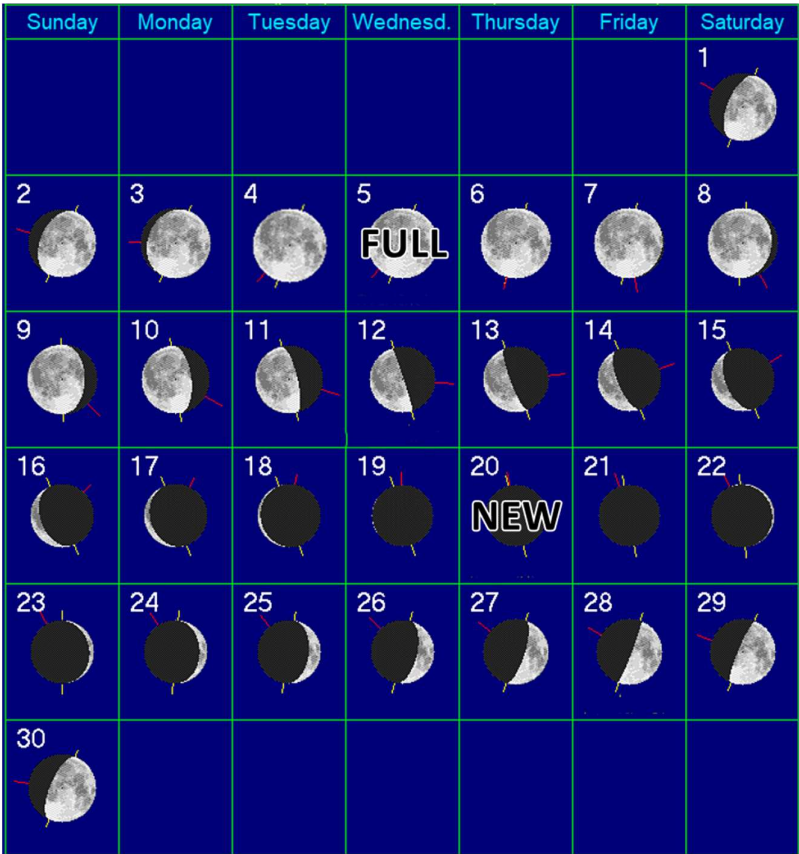 Sunday Monday Tuesday Wednesd. Thursday Friday Saturday
1
2 3 4 5 6 7 8
FULL
9 10 11 12 13 14 15
16 17 18 19 20 21 22
NEW
23 24 25 26 27 28 29
30